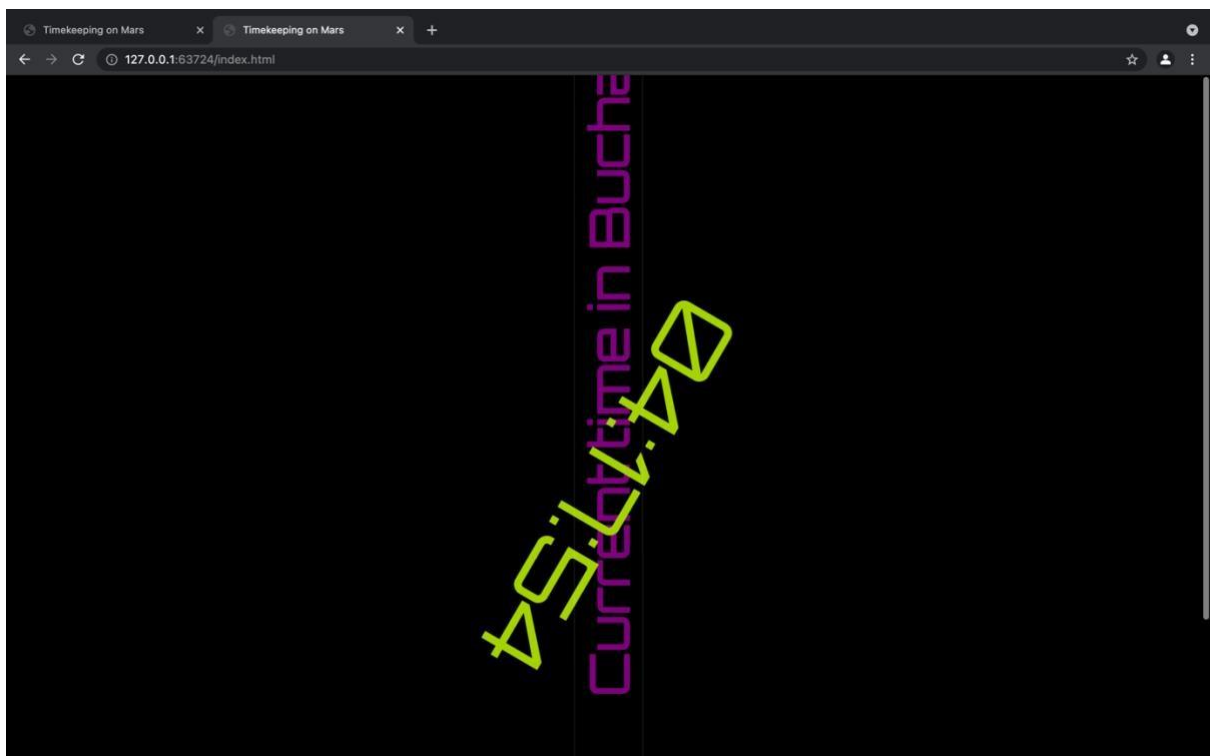 Current time in Bucha
04:17:54
Timekeeping on Mars
Timekeeping on Mars
127.0.0.1:63724/index.html